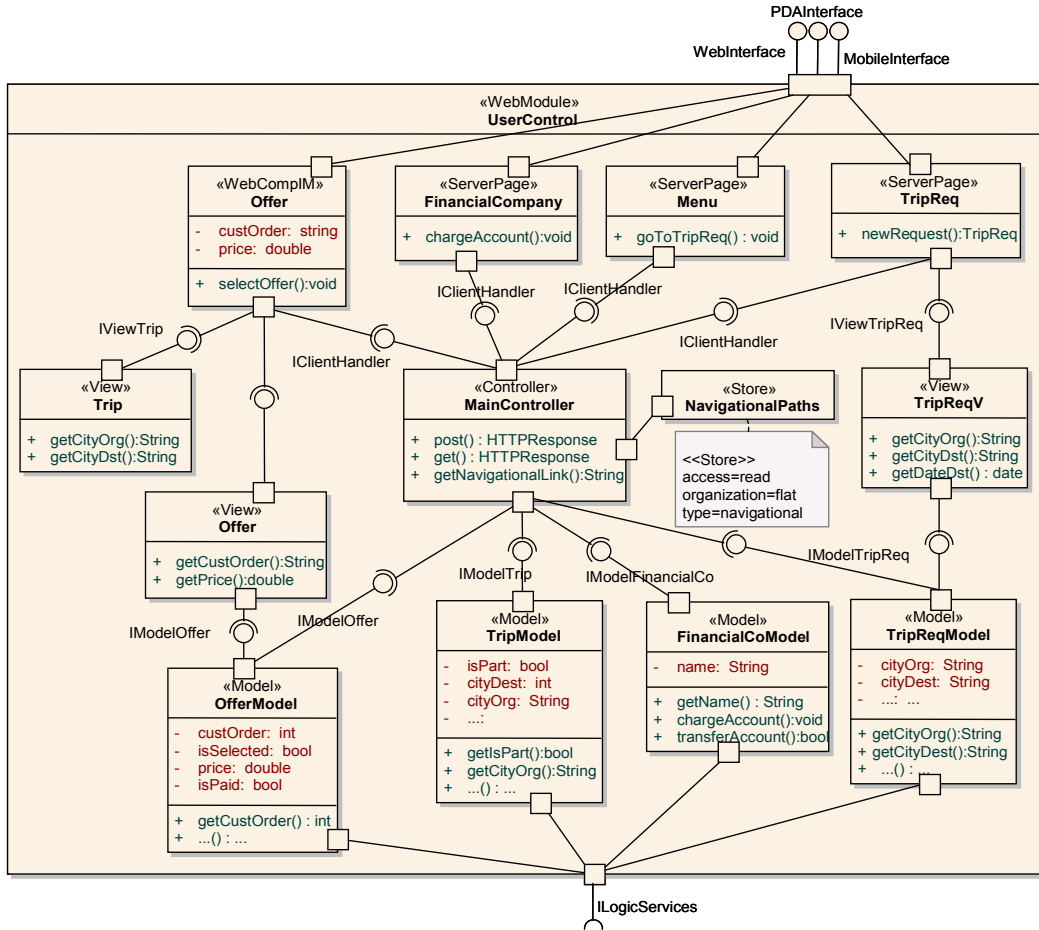 PDAInterface
WebInterface
MobileInterface
«WebModule»
UserControl
«WebCompIM»
Offer
- custOrder: string
- price: double
+ selectOffer():void
«ServerPage»
FinancialCompany
+ chargeAccount():void
«ServerPage»
Menu
+ goToTripReq() : void
«ServerPage»
TripReq
+ newRequest():TripReq
IViewTrip
IClientHandler
IClientHandler
IClientHandler
IClientHandler
IViewTripReq
«View»
Trip
+ getCityOrg():String
+ getCityDst():String
«Controller»
MainController
+ post() : HTTPResponse
+ get() : HTTPResponse
+ getNavigationalLink():String
«Store»
NavigationalPaths
<<Store>>
access=read
organization=flat
type=navigational
«View»
TripReqV
+ getCityOrg():String
+ getCityDst():String
+ getDateDst() : date
«View»
Offer
+ getCustOrder():String
+ getPrice():double
IModelOffer
IModelOffer
IModelTrip
IModelFinancialCo
IModelTripReq
«Model»
OfferModel
- custOrder: int
- isSelected: bool
- price: double
- isPaid: bool
+ getCustOrder() : int
+ ...() : ...
«Model»
TripModel
- isPart: bool
- cityDest: int
- cityOrg: String
- ...:
+ getIsPart():bool
+ getCityOrg():String
+ ...() : ...
«Model»
FinancialCoModel
- name: String
+ getName() : String
+ chargeAccount():void
+ transferAccount():bool
«Model»
TripReqModel
- cityOrg: String
- cityDest: String
- ...: ...
+ getCityOrg():String
+ getCityDest():String
+ ...() : ...
ILogicServices